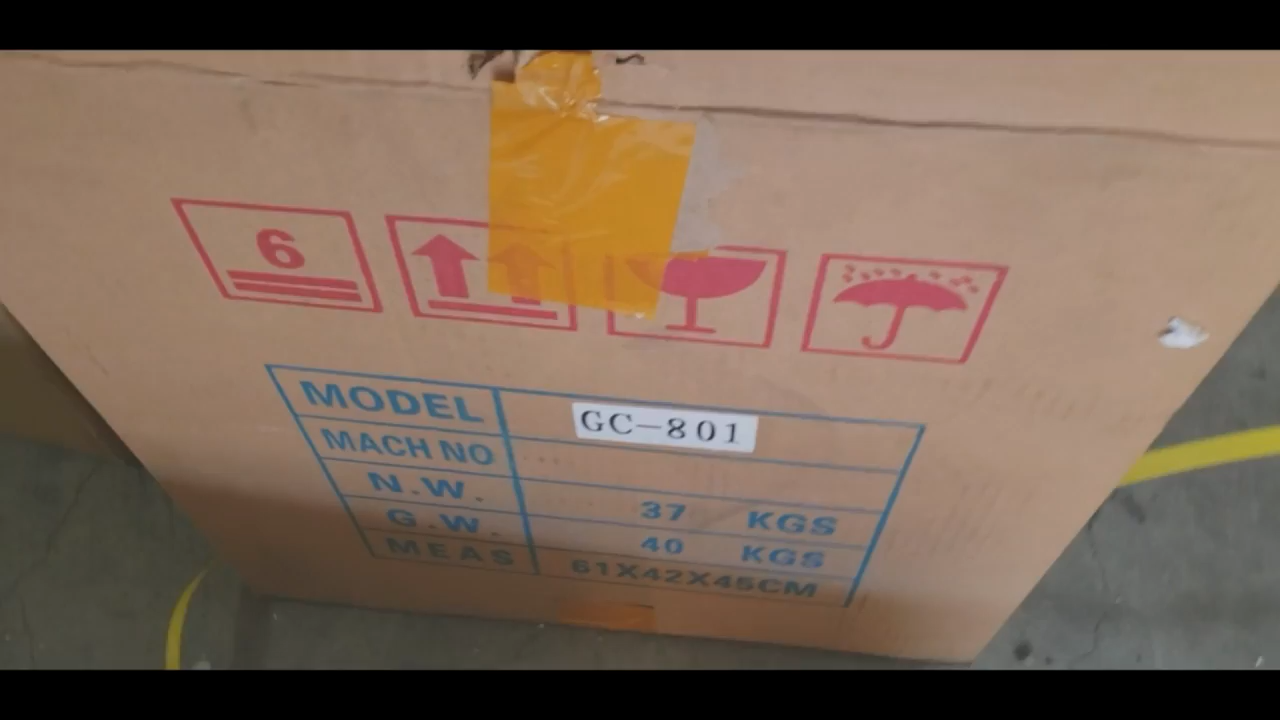 6
MODEL GC-801
MACH NO
N.W. 37 KGS
G.W. 40 KGS
MEAS 61X42X45CM